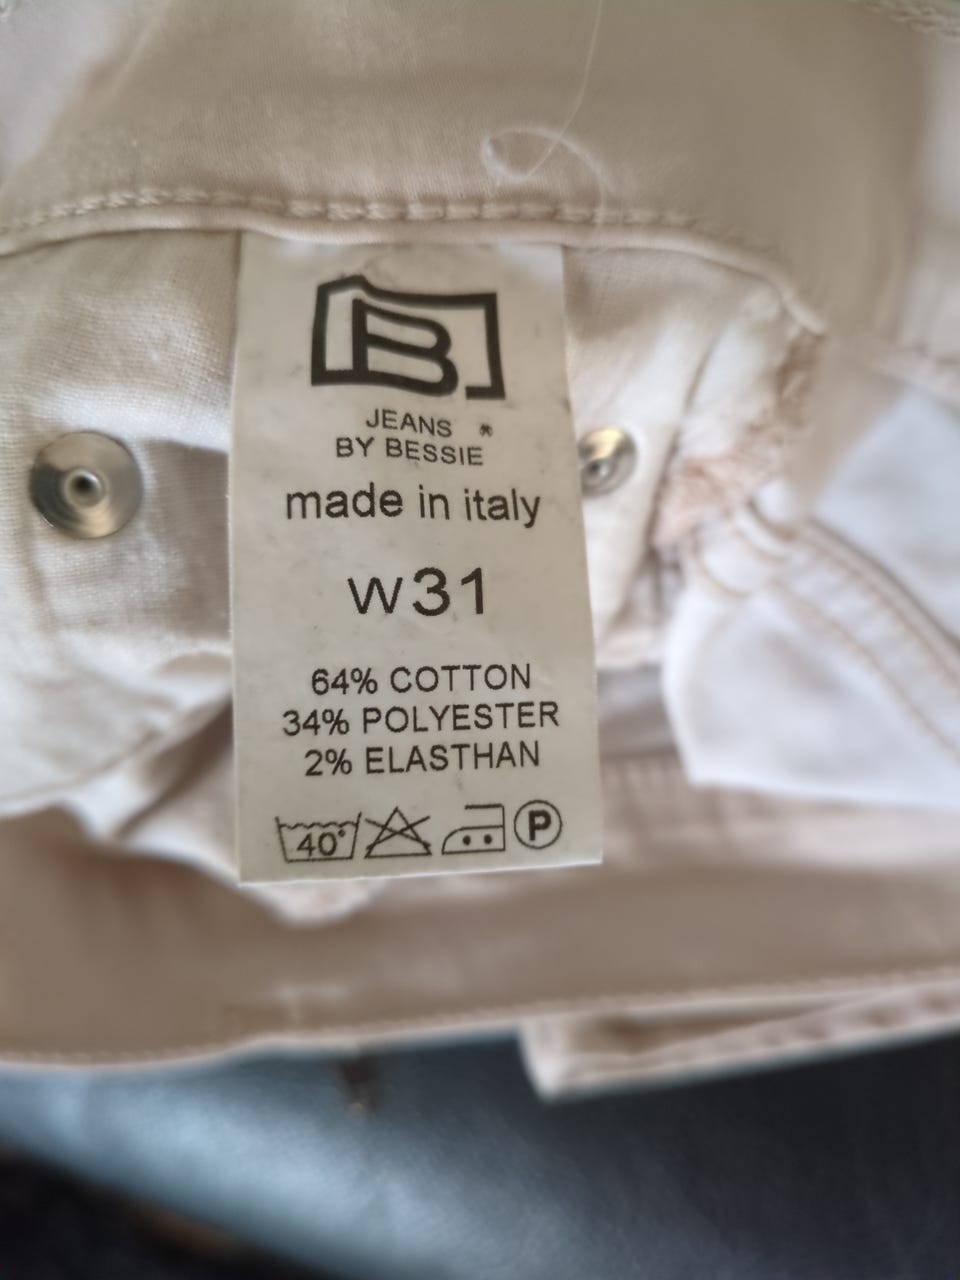 B
JEANS ®
BY BESSIE
made in italy
W31
64% COTTON
34% POLYESTER
2% ELASTHAN
40° P